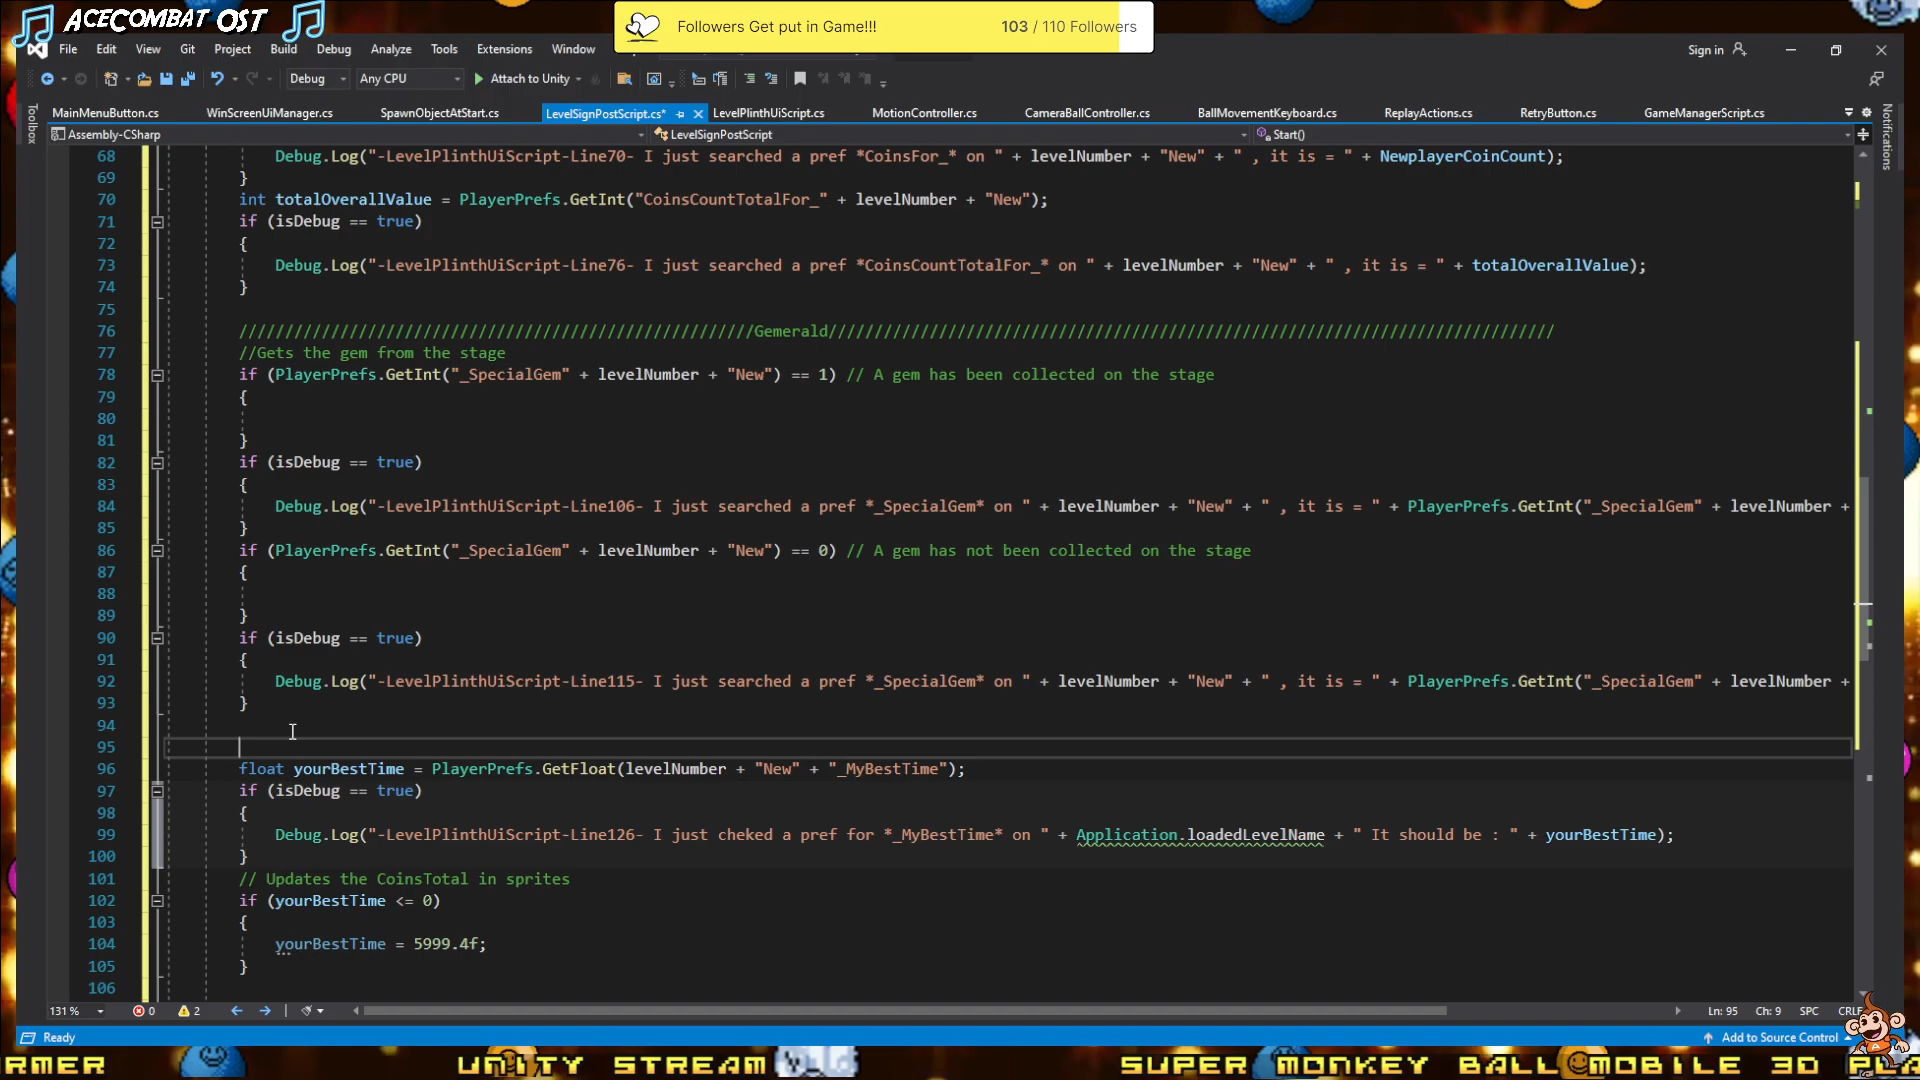 ACECOMBAT OST
Followers Get put in Game!!! 103 / 110 Followers
File Edit View Git Project Build Debug Analyze Tools Extensions Window
Sign in
Debug Any CPU Attach to Unity
MainMenuButton.cs WinScreenUiManager.cs SpawnObjectAtStart.cs LevelSignPostScript.cs* LevelPlinthUiScript.cs MotionController.cs CameraBallController.cs BallMovementKeyboard.cs ReplayActions.cs RetryButton.cs GameManagerScript.cs
Toolbox
Notifications
Assembly-CSharp LevelSignPostScript Start()
68 Debug.Log("-LevelPlinthUiScript-Line70- I just searched a pref *CoinsFor_* on " + levelNumber + "New" + " , it is = " + NewplayerCoinCount);
69 }
70 int totalOverallValue = PlayerPrefs.GetInt("CoinsCountTotalFor_" + levelNumber + "New");
71 if (isDebug == true)
72 {
73 Debug.Log("-LevelPlinthUiScript-Line76- I just searched a pref *CoinsCountTotalFor_* on " + levelNumber + "New" + " , it is = " + totalOverallValue);
74 }
75
76 ////////////////////////////////////////////////////////Gemerald///////////////////////////////////////////////////////////////////////////////
77 //Gets the gem from the stage
78 if (PlayerPrefs.GetInt("_SpecialGem" + levelNumber + "New") == 1) // A gem has been collected on the stage
79 {
80
81 }
82 if (isDebug == true)
83 {
84 Debug.Log("-LevelPlinthUiScript-Line106- I just searched a pref *_SpecialGem* on " + levelNumber + "New" + " , it is = " + PlayerPrefs.GetInt("_SpecialGem" + levelNumber +
85 }
86 if (PlayerPrefs.GetInt("_SpecialGem" + levelNumber + "New") == 0) // A gem has not been collected on the stage
87 {
88
89 }
90 if (isDebug == true)
91 {
92 Debug.Log("-LevelPlinthUiScript-Line115- I just searched a pref *_SpecialGem* on " + levelNumber + "New" + " , it is = " + PlayerPrefs.GetInt("_SpecialGem" + levelNumber +
93 }
94
95
96 float yourBestTime = PlayerPrefs.GetFloat(levelNumber + "New" + "_MyBestTime");
97 if (isDebug == true)
98 {
99 Debug.Log("-LevelPlinthUiScript-Line126- I just cheked a pref for *_MyBestTime* on " + Application.loadedLevelName + " It should be : " + yourBestTime);
100 }
101 // Updates the CoinsTotal in sprites
102 if (yourBestTime <= 0)
103 {
104 yourBestTime = 5999.4f;
105 }
106
131 % 0 2 Ln: 95 Ch: 9 SPC CRLF
Ready Add to Source Control
UNITY STREAM SUPER MONKEY BALL MOBILE 3D